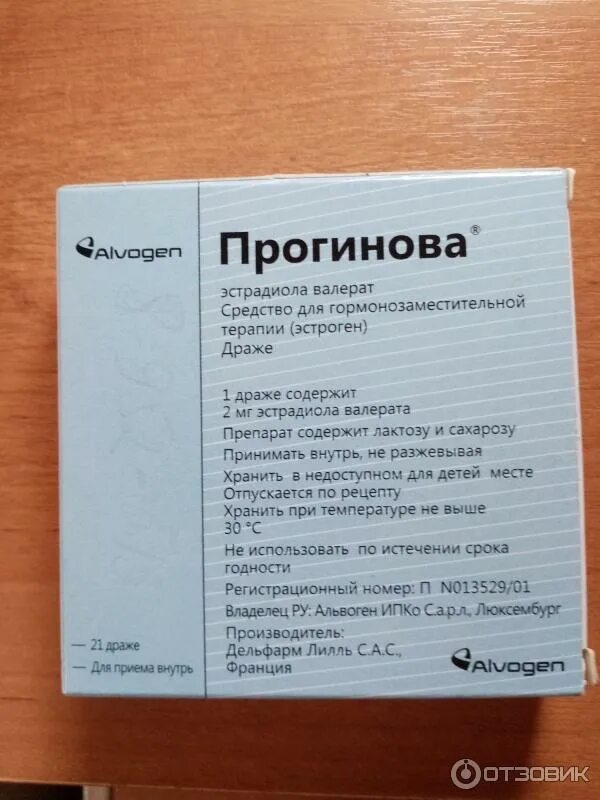 Alvogen
Прогинова®
эстрадиола валерат
Средство для гормонозаместительной
терапии (эстроген)
Драже
1 драже содержит
2 мг эстрадиола валерата
Препарат содержит лактозу и сахарозу
Принимать внутрь, не разжевывая
Хранить в недоступном для детей месте
Отпускается по рецепту
Хранить при температуре не выше
30 °C
Не использовать по истечении срока
годности
Регистрационный номер: П N013529/01
Владелец РУ: Альвоген ИПКо С.а.р.л., Люксембург
Производитель:
Дельфарм Лилль С.А.С.,
Франция
— 21 драже
— Для приема внутрь
Alvogen
ОТЗОВИК